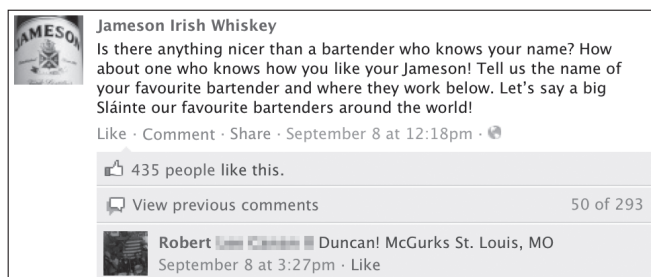 JAMESON
Jameson Irish Whiskey
Is there anything nicer than a bartender who knows your name? How
about one who knows how you like your Jameson! Tell us the name of
your favourite bartender and where they work below. Let's say a big
Sláinte our favourite bartenders around the world!
Like · Comment · Share · September 8 at 12:18pm ·
435 people like this.
View previous comments 50 of 293
Robert Duncan! McGurks St. Louis, MO
September 8 at 3:27pm · Like